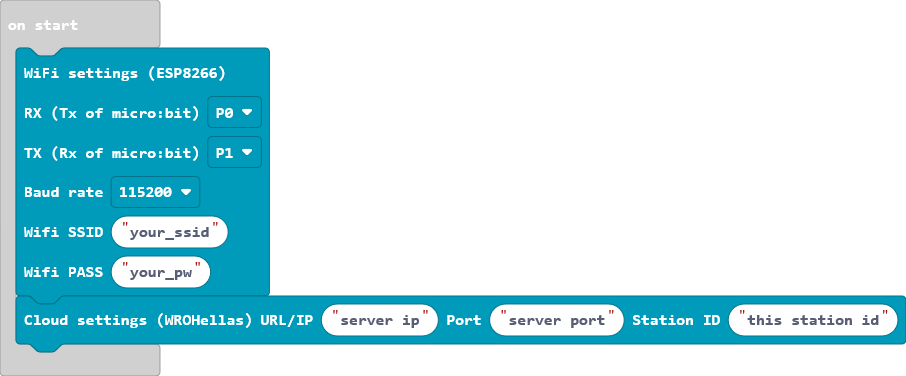 on start
WiFi settings (ESP8266)
RX (Tx of micro:bit) P0
TX (Rx of micro:bit) P1
Baud rate 115200
Wifi SSID "your_ssid"
Wifi PASS "your_pw"
Cloud settings (WROHellas) URL/IP "server ip" Port "server port" Station ID "this station id"